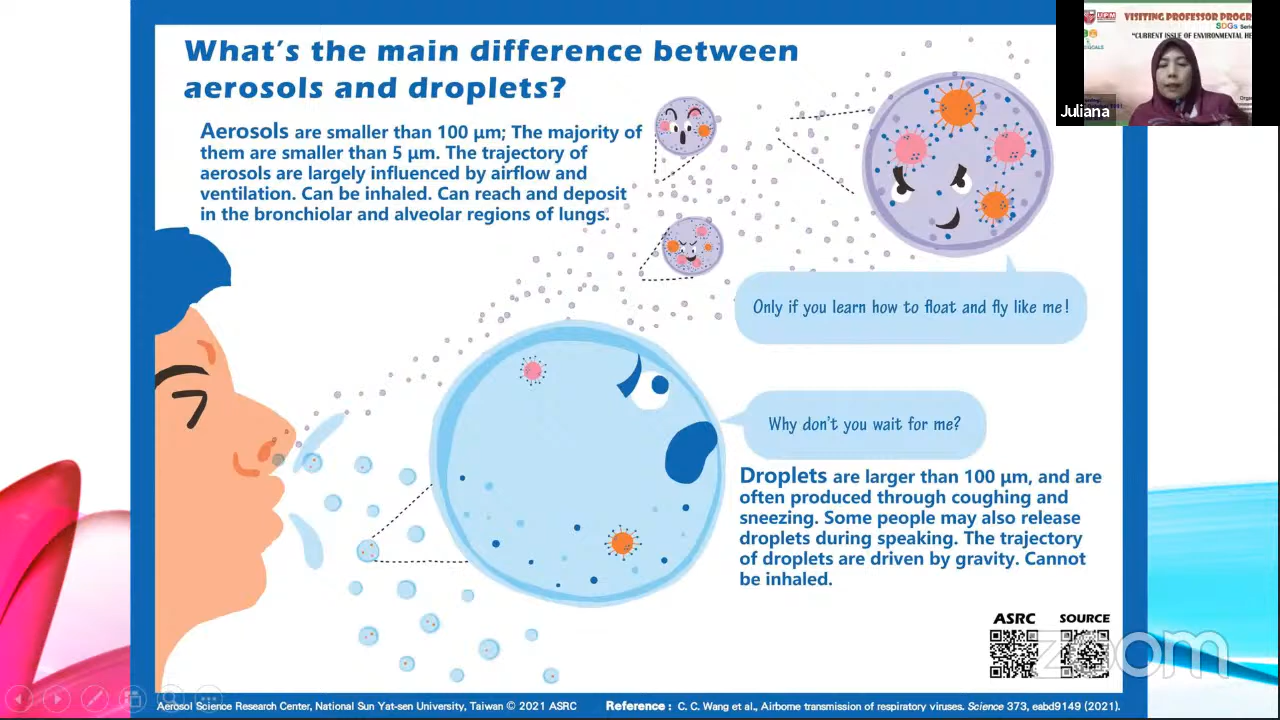 What's the main difference between
aerosols and droplets?
Aerosols are smaller than 100 µm; The majority of
them are smaller than 5 µm. The trajectory of
aerosols are largely influenced by airflow and
ventilation. Can be inhaled. Can reach and deposit
in the bronchiolar and alveolar regions of lungs.
VISITING PROFESSOR PROGR
SDGs Serie
"CURRENT ISSUE OF ENVIRONMENTAL HE
Juliana
Only if you learn how to float and fly like me!
Why don't you wait for me?
Droplets are larger than 100 µm, and are
often produced through coughing and
sneezing. Some people may also release
droplets during speaking. The trajectory
of droplets are driven by gravity. Cannot
be inhaled.
ASRC SOURCE
zoom
Aerosol Science Research Center, National Sun Yat-sen University, Taiwan © 2021 ASRC Reference : C. C. Wang et al., Airborne transmission of respiratory viruses. Science 373, eabd9149 (2021).